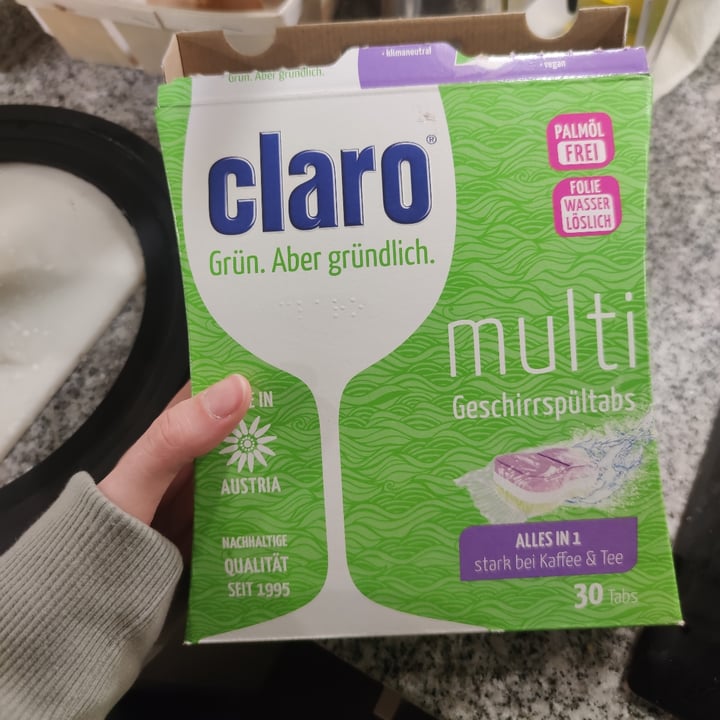 • klimaneutral
• vegan
Grün. Aber gründlich.
claro®
Grün. Aber gründlich.
PALMÖL
FREI
FOLIE
WASSER
LÖSLICH
multi
Geschirrspültabs
E IN
AUSTRIA
NACHHALTIGE
QUALITÄT
SEIT 1995
ALLES IN 1
stark bei Kaffee & Tee
30 Tabs